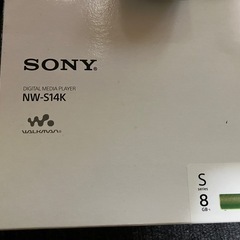 SONY
DIGITAL MEDIA PLAYER
NW-S14K
WALKMAN
S
series
8
GB